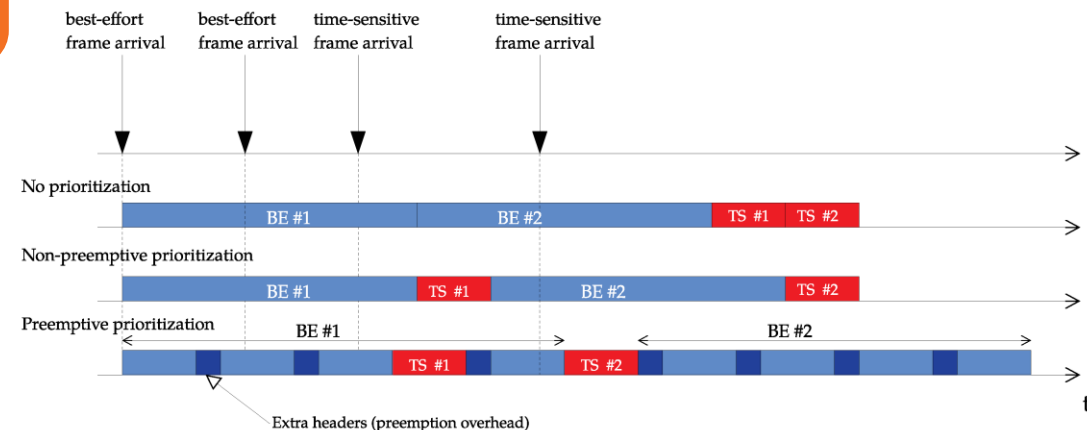 best-effort
frame arrival
best-effort
frame arrival
time-sensitive
frame arrival
time-sensitive
frame arrival
No prioritization
BE #1
BE #2
TS #1
TS #2
Non-preemptive prioritization
BE #1
TS #1
BE #2
TS #2
Preemptive prioritization
BE #1
BE #2
TS #1
TS #2
t
Extra headers (preemption overhead)